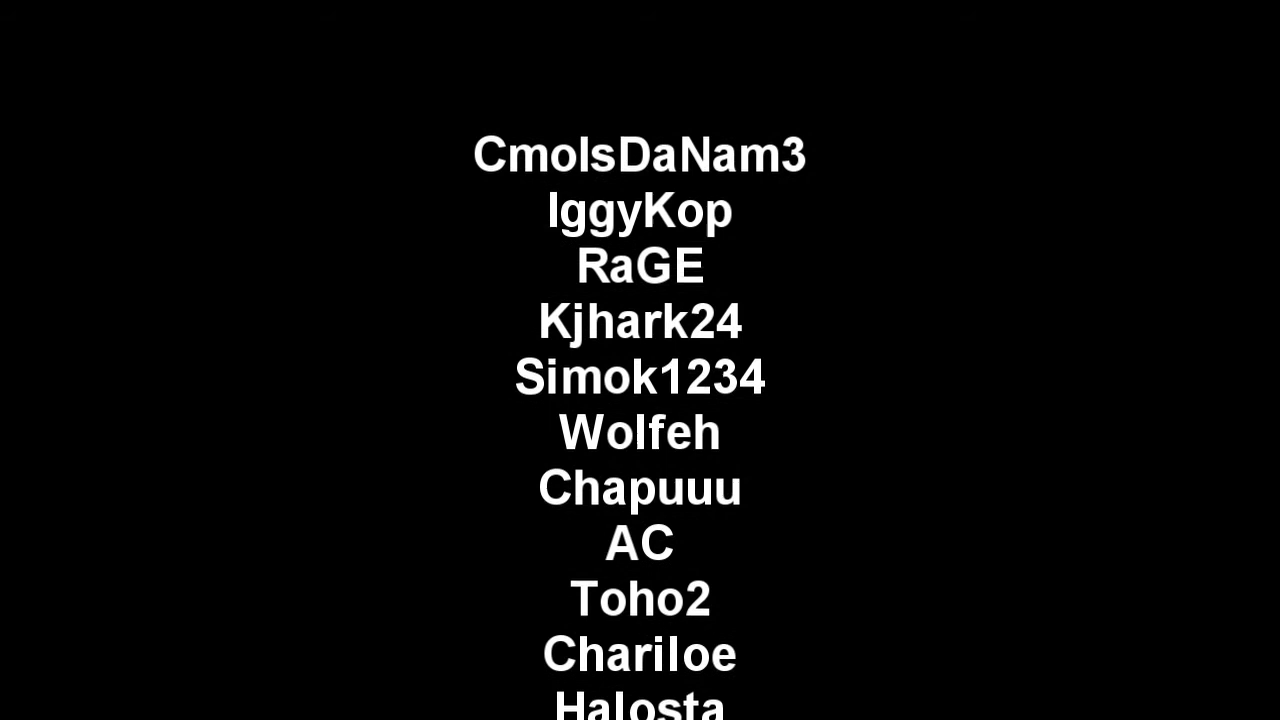 CmoIsDaNam3
IggyKop
RaGE
Kjhark24
Simok1234
Wolfeh
Chapuuu
AC
Toho2
Chariloe
Halosta